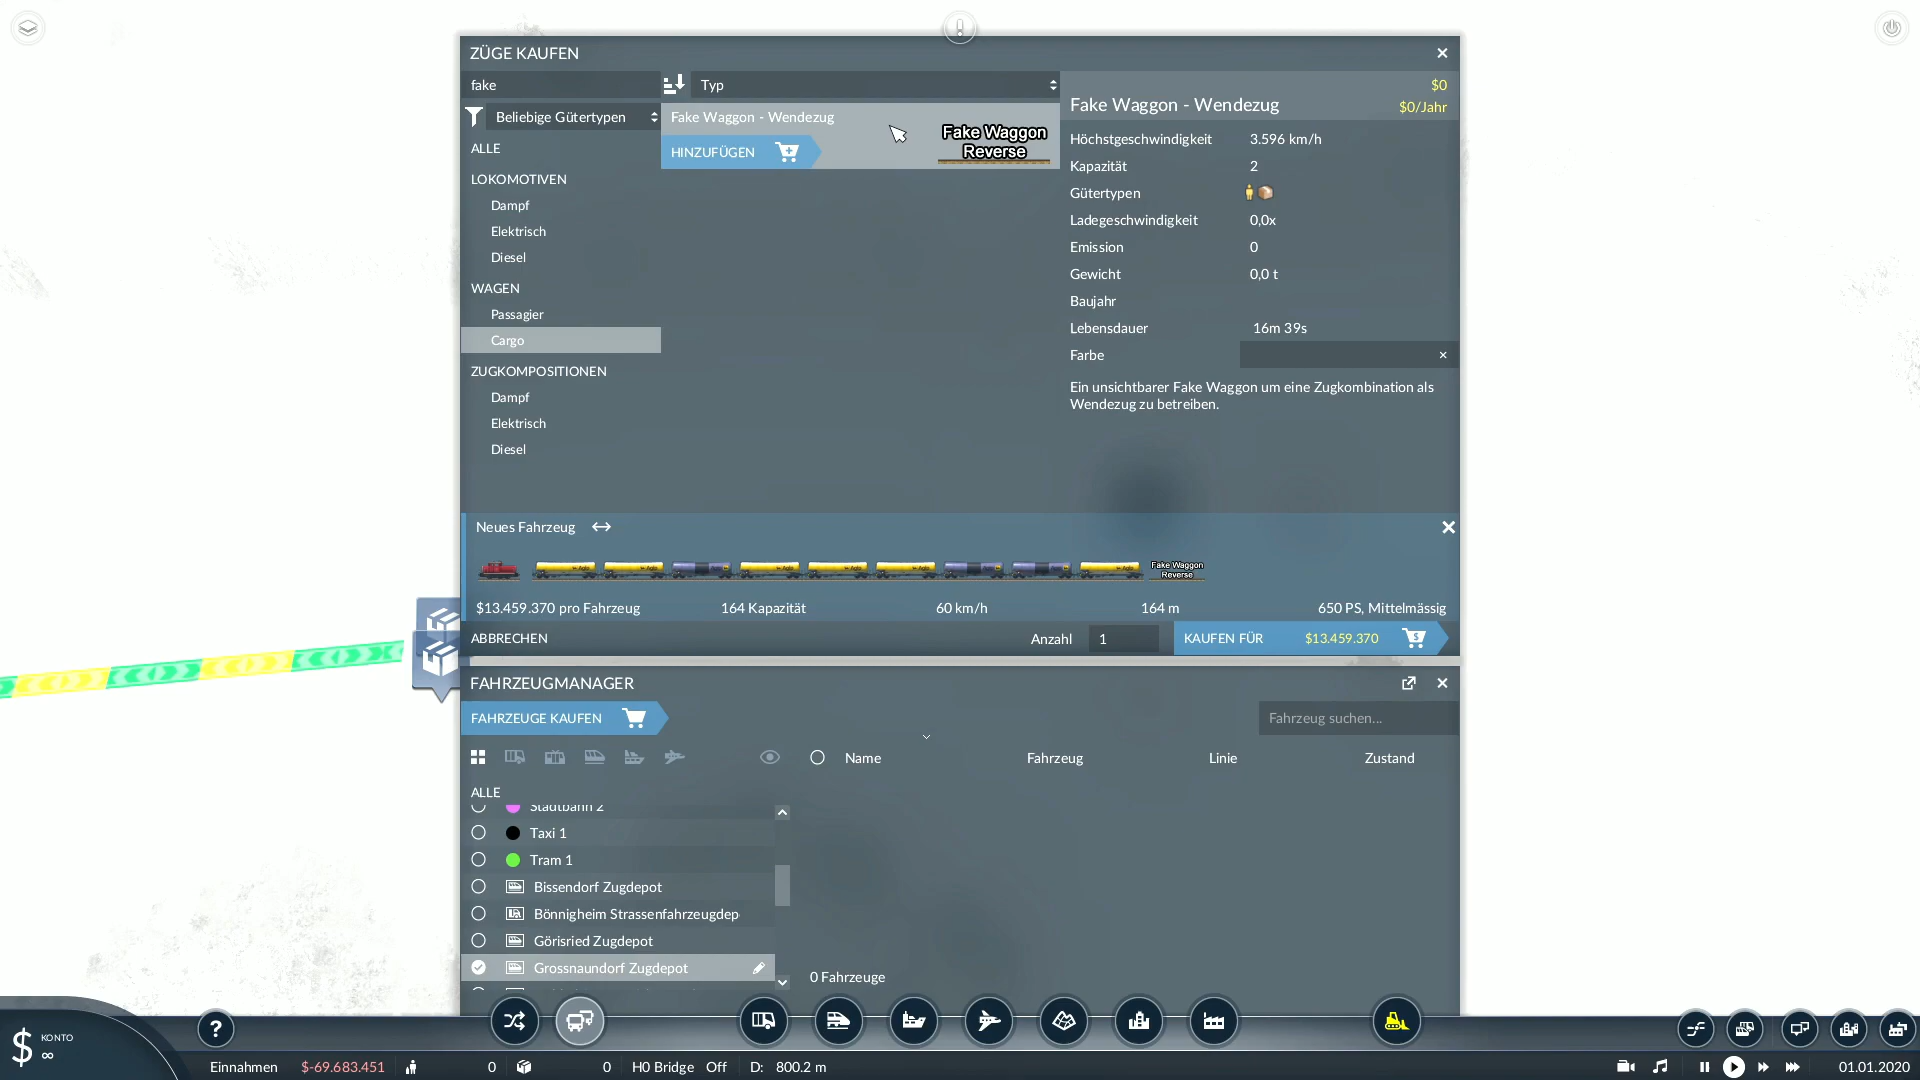 ZÜGE KAUFEN
fake
Typ
Beliebige Gütertypen
ALLE
LOKOMOTIVEN
Dampf
Elektrisch
Diesel
WAGEN
Passagier
Cargo
ZUGKOMPOSITIONEN
Dampf
Elektrisch
Diesel
Fake Waggon - Wendezug
HINZUFÜGEN
Fake Waggon
Reverse
$0
Fake Waggon - Wendezug
$0/Jahr
Höchstgeschwindigkeit 3.596 km/h
Kapazität 2
Gütertypen
Ladegeschwindigkeit 0,0x
Emission 0
Gewicht 0,0 t
Baujahr
Lebensdauer 16m 39s
Farbe
Ein unsichtbarer Fake Waggon um eine Zugkombination als
Wendezug zu betreiben.
Neues Fahrzeug
Fake Waggon
Reverse
$13.459.370 pro Fahrzeug 164 Kapazität 60 km/h 164 m 650 PS, Mittelmässig
ABBRECHEN Anzahl 1 KAUFEN FÜR $13.459.370
FAHRZEUGMANAGER
FAHRZEUGE KAUFEN
Fahrzeug suchen...
Name Fahrzeug Linie Zustand
ALLE
Stadtbahn 2
Taxi 1
Tram 1
Bissendorf Zugdepot
Bönnigheim Strassenfahrzeugdep
Görisried Zugdepot
Grossnaundorf Zugdepot
0 Fahrzeuge
KONTO
∞
Einnahmen $-69.683.451 0 0 H0 Bridge Off D: 800.2 m 01.01.2020